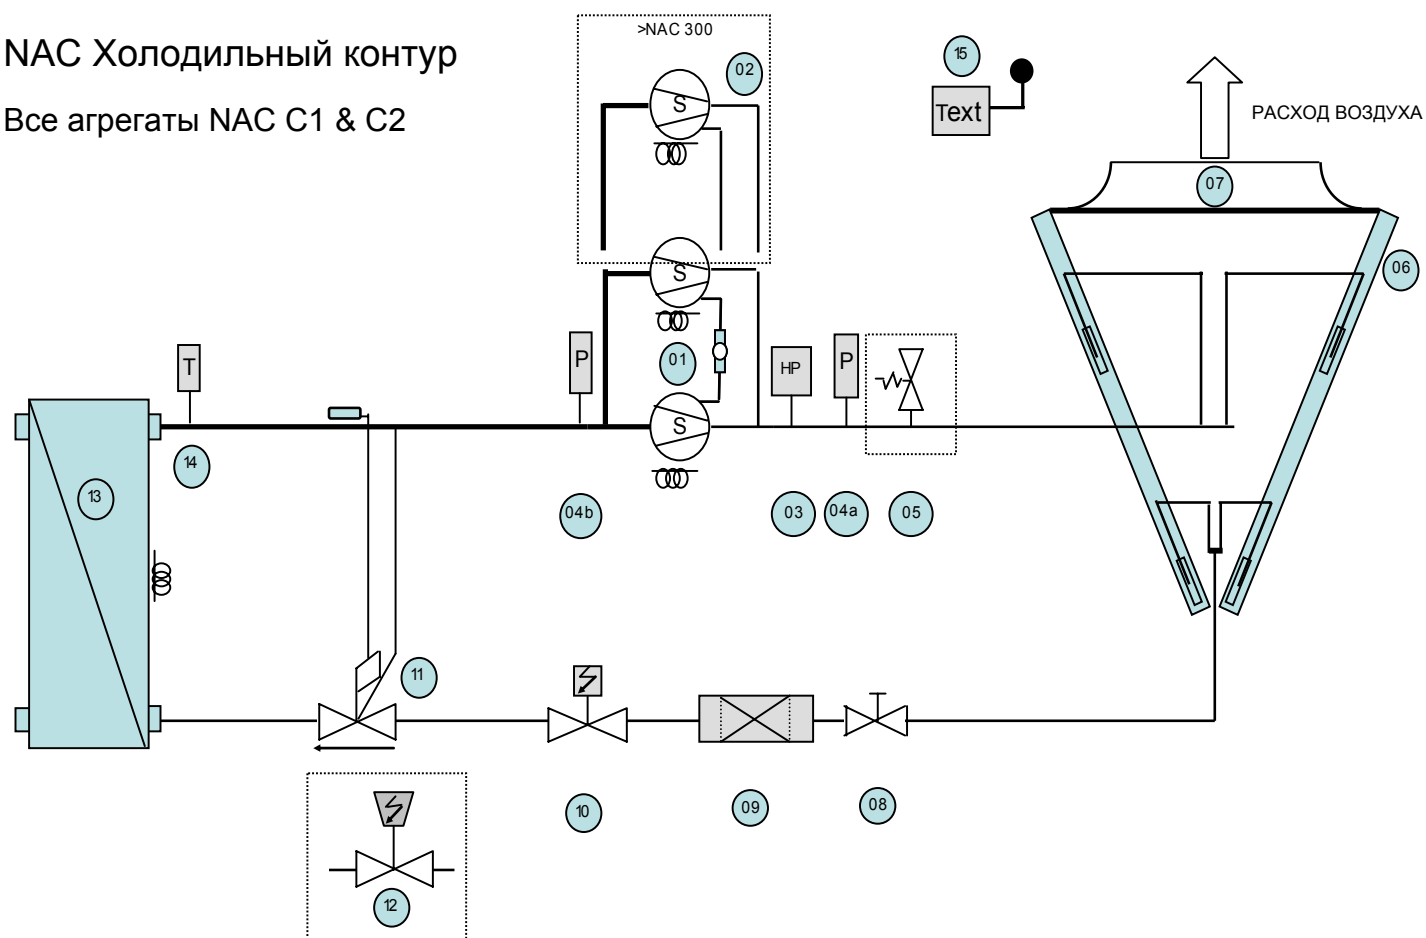 NAC Холодильный контур
Все агрегаты NAC C1 & C2
>NAC 300
02
S
15
Text
РАСХОД ВОЗДУХА
07
06
S
T
P
01
HP
P
S
14
13
04b
03
04a
05
11
10
09
08
12